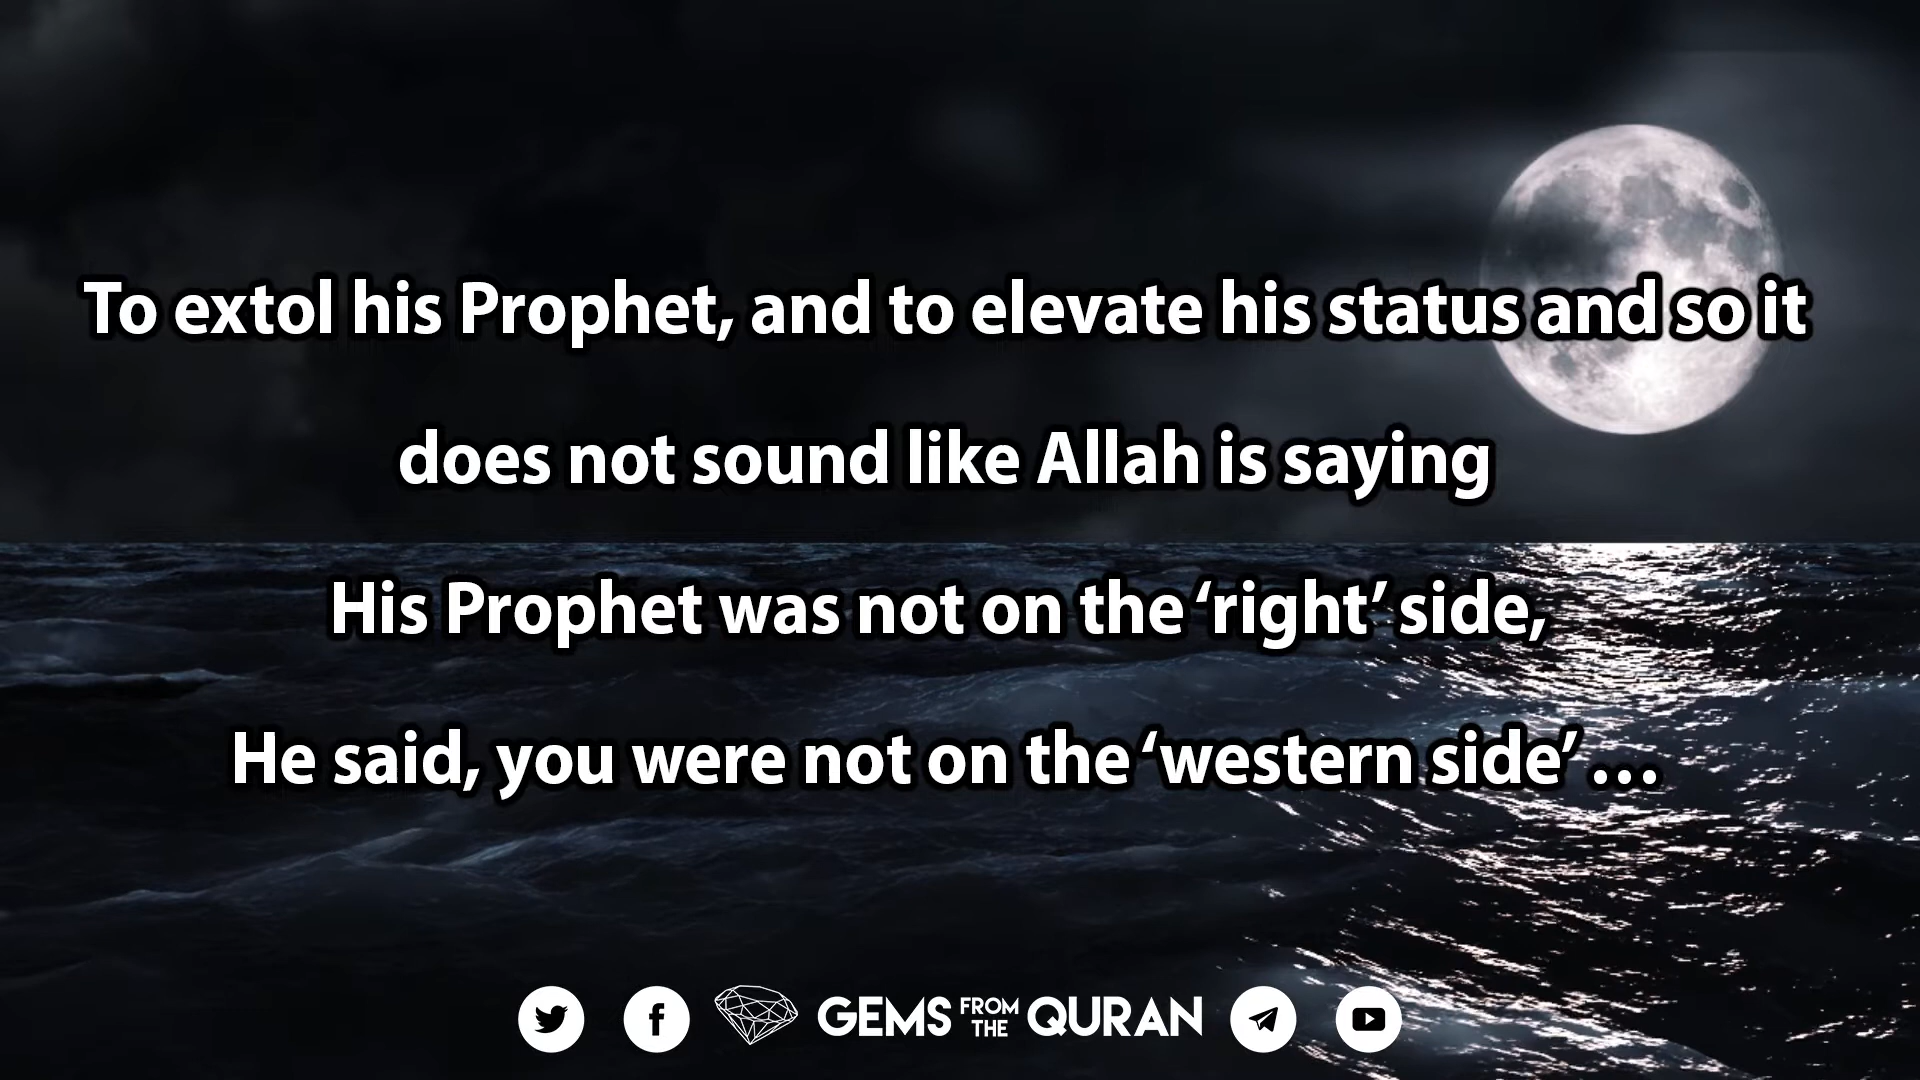 To extol his Prophet, and to elevate his status and so it
does not sound like Allah is saying
His Prophet was not on the ‘right’ side,
He said, you were not on the ‘western side’…
GEMS FROM THE QURAN